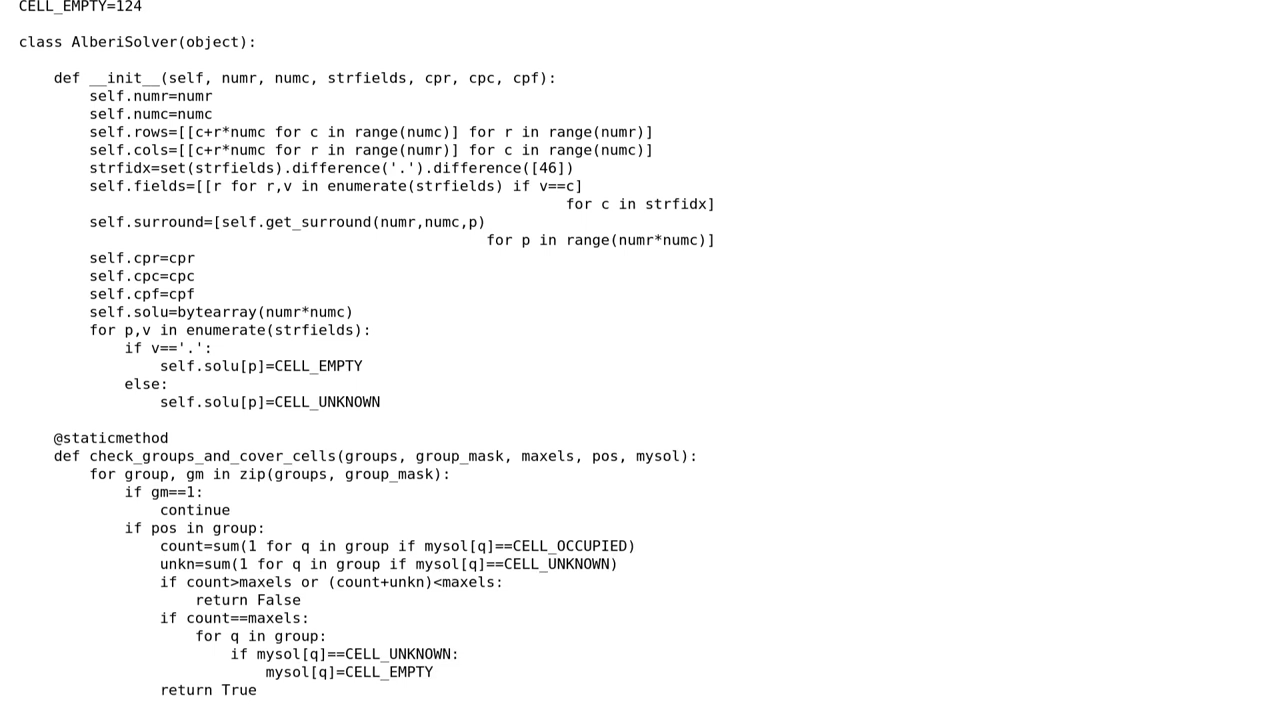 CELL_EMPTY=124
class AlberiSolver(object):
def __init__(self, numr, numc, strfields, cpr, cpc, cpf):
self.numr=numr
self.numc=numc
self.rows=[[c+r*numc for c in range(numc)] for r in range(numr)]
self.cols=[[c+r*numc for r in range(numr)] for c in range(numc)]
strfidx=set(strfields).difference('.').difference([46])
self.fields=[[r for r,v in enumerate(strfields) if v==c]
for c in strfidx]
self.surround=[self.get_surround(numr,numc,p)
for p in range(numr*numc)]
self.cpr=cpr
self.cpc=cpc
self.cpf=cpf
self.solu=bytearray(numr*numc)
for p,v in enumerate(strfields):
if v=='.':
self.solu[p]=CELL_EMPTY
else:
self.solu[p]=CELL_UNKNOWN
@staticmethod
def check_groups_and_cover_cells(groups, group_mask, maxels, pos, mysol):
for group, gm in zip(groups, group_mask):
if gm==1:
continue
if pos in group:
count=sum(1 for q in group if mysol[q]==CELL_OCCUPIED)
unkn=sum(1 for q in group if mysol[q]==CELL_UNKNOWN)
if count>maxels or (count+unkn)<maxels:
return False
if count==maxels:
for q in group:
if mysol[q]==CELL_UNKNOWN:
mysol[q]=CELL_EMPTY
return True